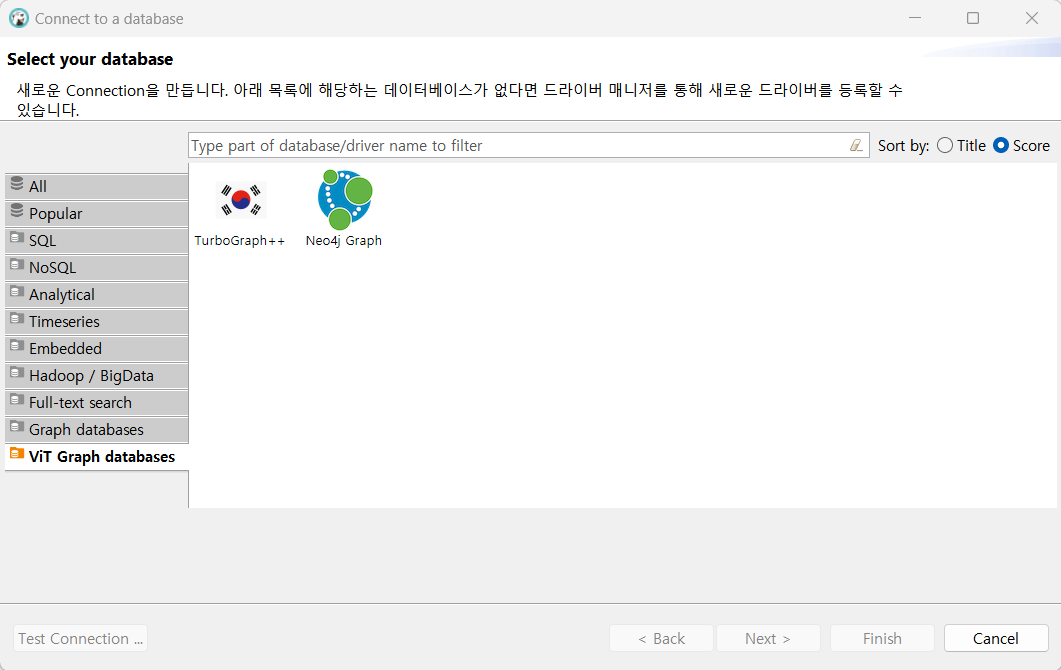 Connect to a database
Select your database
새로운 Connection을 만듭니다. 아래 목록에 해당하는 데이터베이스가 없다면 드라이버 매니저를 통해 새로운 드라이버를 등록할 수
있습니다.
Type part of database/driver name to filter
Sort by: Title Score
All
Popular
SQL
NoSQL
Analytical
Timeseries
Embedded
Hadoop / BigData
Full-text search
Graph databases
ViT Graph databases
TurboGraph++
Neo4j Graph
Test Connection ...
< Back
Next >
Finish
Cancel